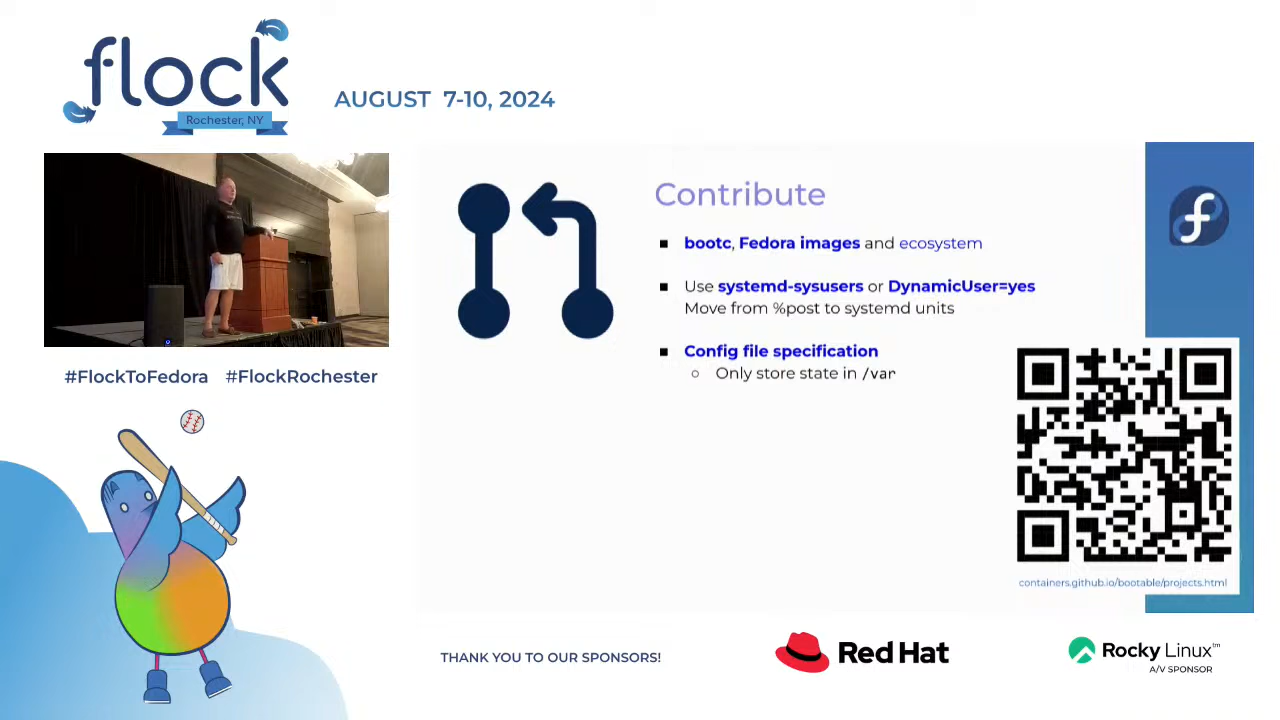 flock
Rochester, NY
AUGUST 7-10, 2024
Contribute
bootc, Fedora images and ecosystem
Use systemd-sysusers or DynamicUser=yes
Move from %post to systemd units
Config file specification
Only store state in /var
containers.github.io/bootable/projects.html
#FlockToFedora #FlockRochester
THANK YOU TO OUR SPONSORS!
Red Hat
Rocky Linux™
A/V SPONSOR